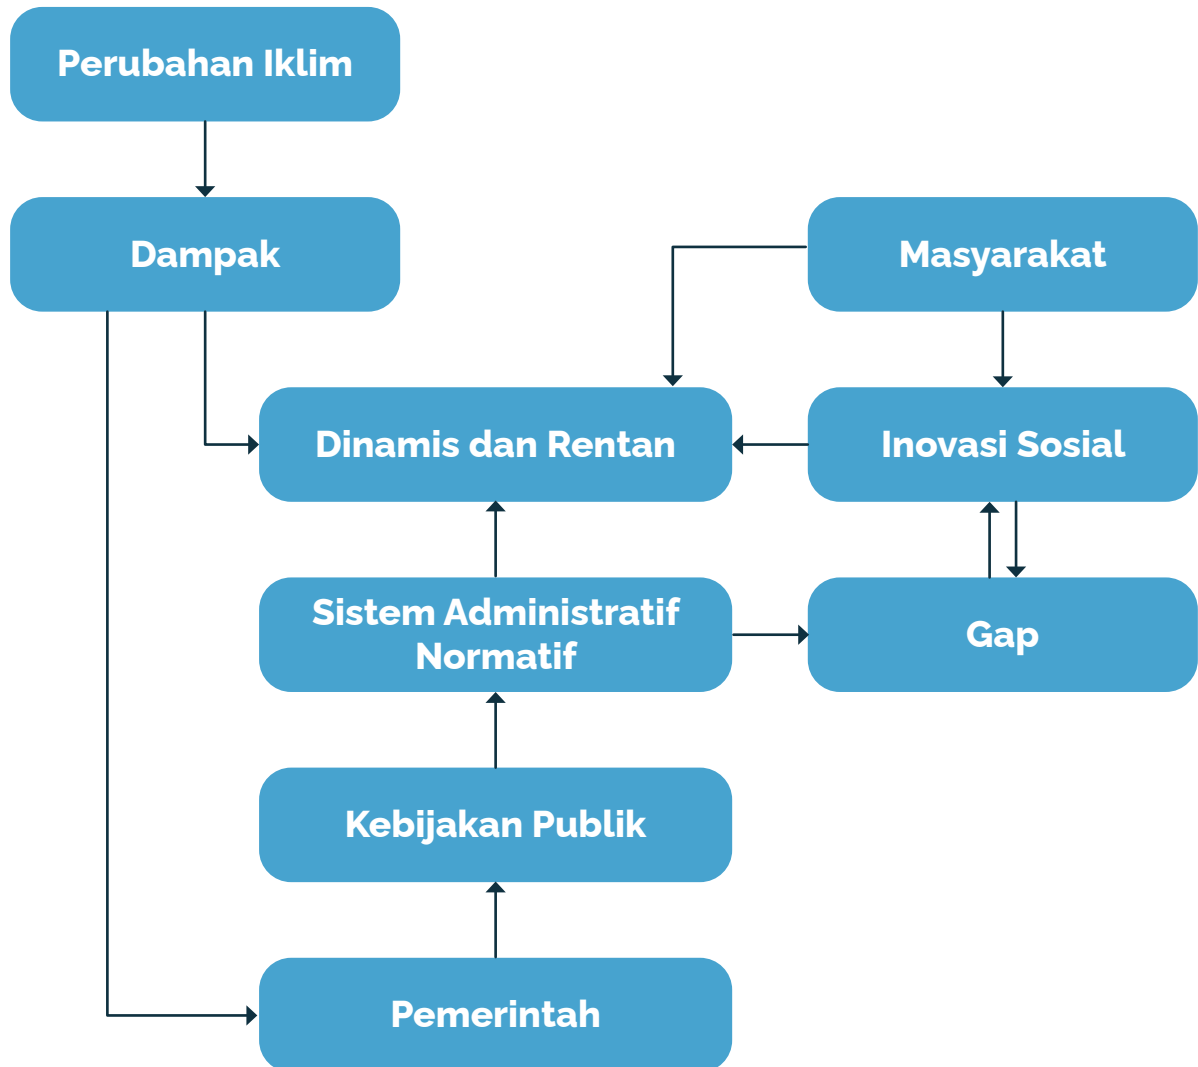 Perubahan Iklim
Dampak
Masyarakat
Dinamis dan Rentan
Inovasi Sosial
Sistem Administratif
Normatif
Gap
Kebijakan Publik
Pemerintah